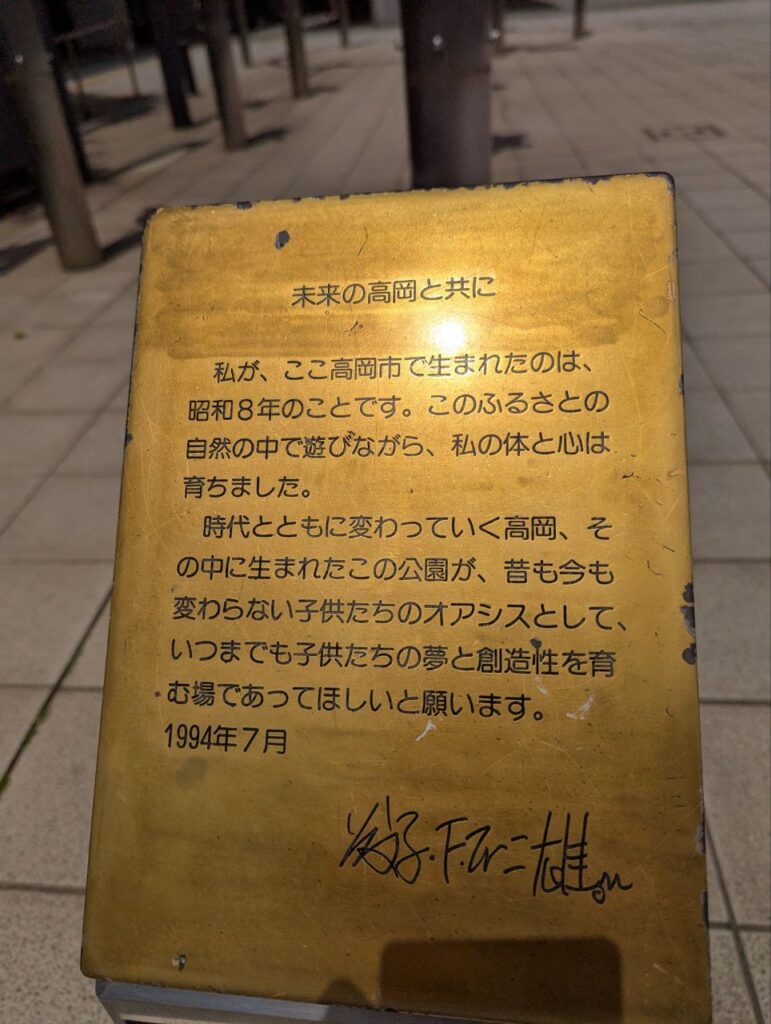 未来の高岡と共に
私が、ここ高岡市で生まれたのは、
昭和８年のことです。このふるさとの
自然の中で遊びながら、私の体と心は
育ちました。
時代とともに変わっていく高岡、そ
の中に生まれたこの公園が、昔も今も
変わらない子供たちのオアシスとして、
いつまでも子供たちの夢と創造性を育
む場であってほしいと願います。
1994年７月